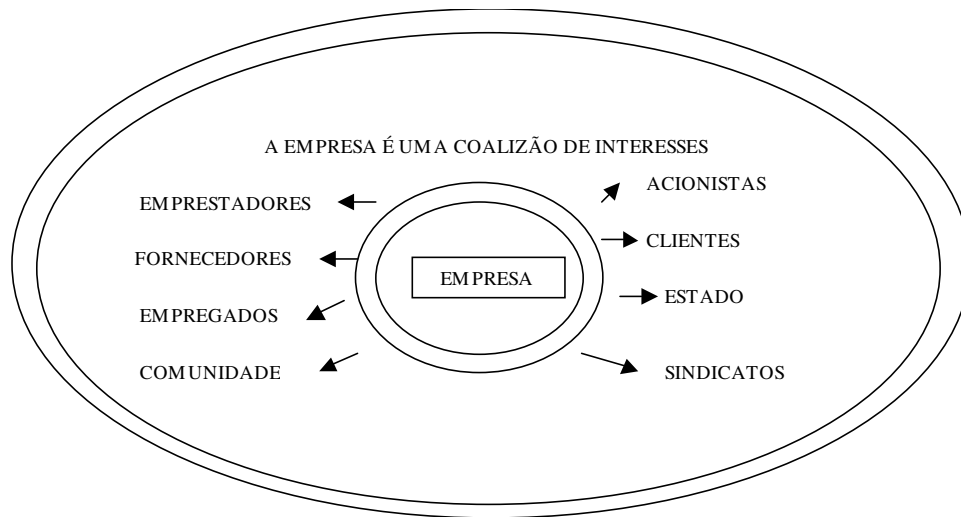 A EMPRESA É UMA COALIZÃO DE INTERESSES
EMPRESTADORES
FORNECEDORES
EMPREGADOS
COMUNIDADE
EMPRESA
ACIONISTAS
CLIENTES
ESTADO
SINDICATOS